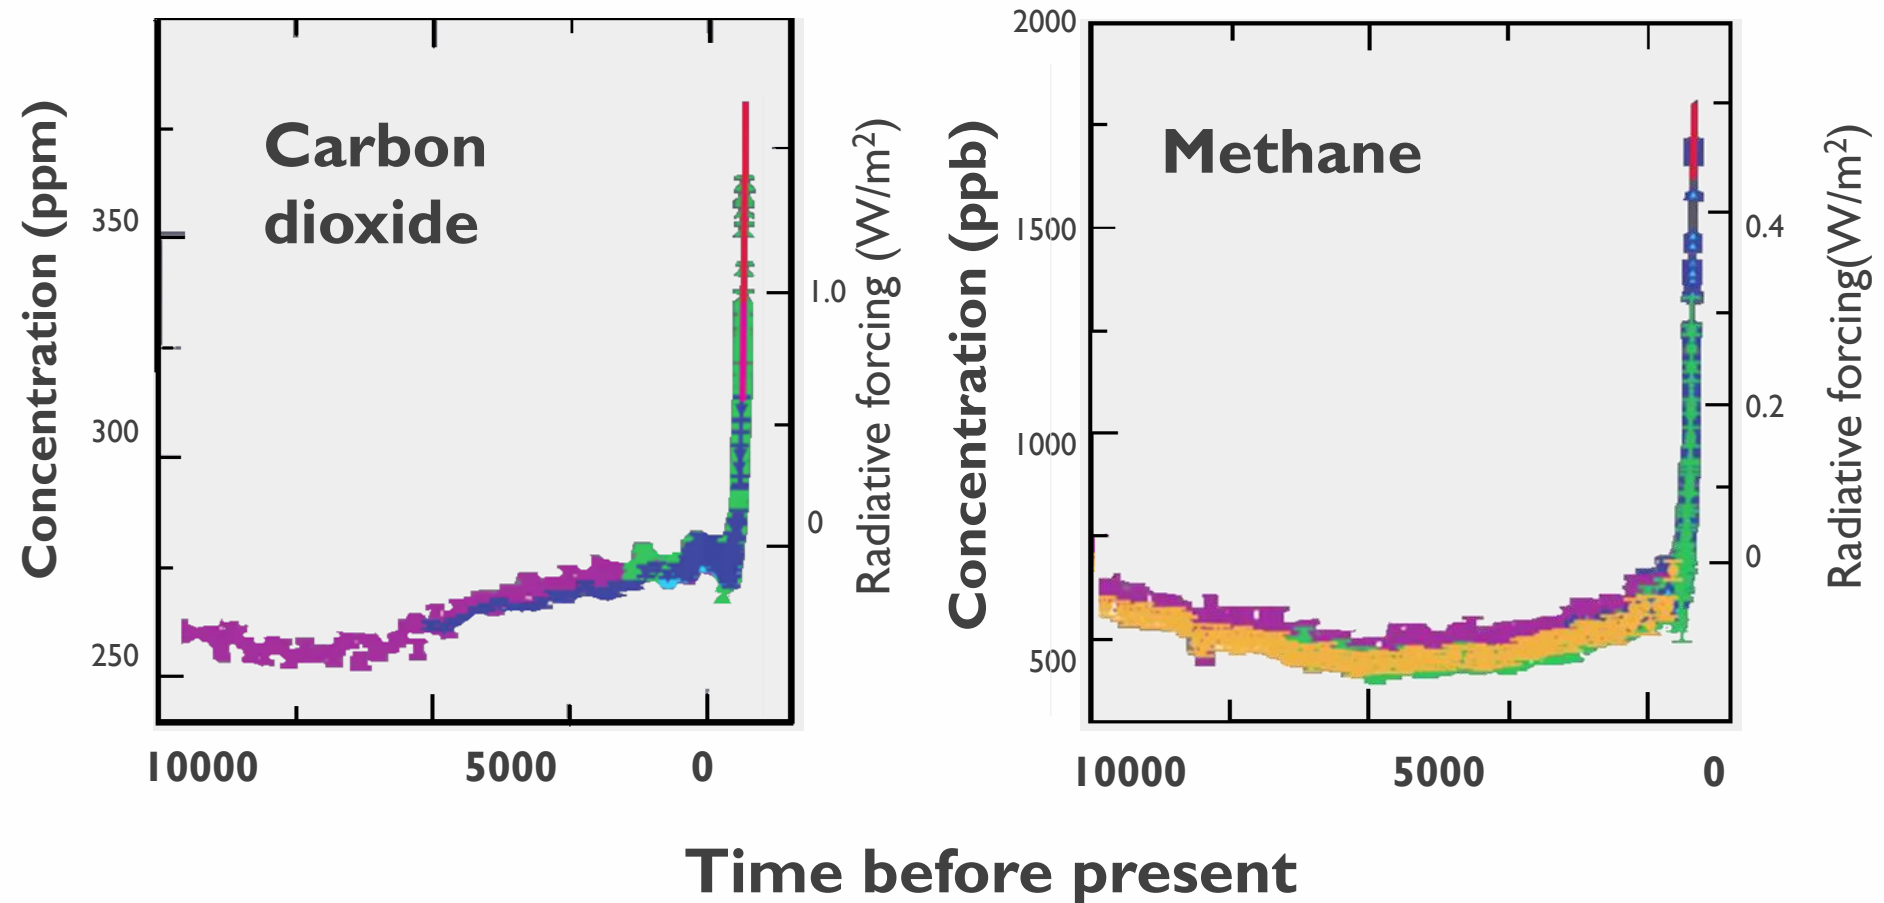 Carbon
dioxide
Concentration (ppm)
350
300
250
10000 5000 0
1.0
0
Radiative forcing (W/m²)
Methane
Concentration (ppb)
2000
1500
1000
500
10000 5000 0
0.4
0.2
0
Radiative forcing(W/m²)
Time before present